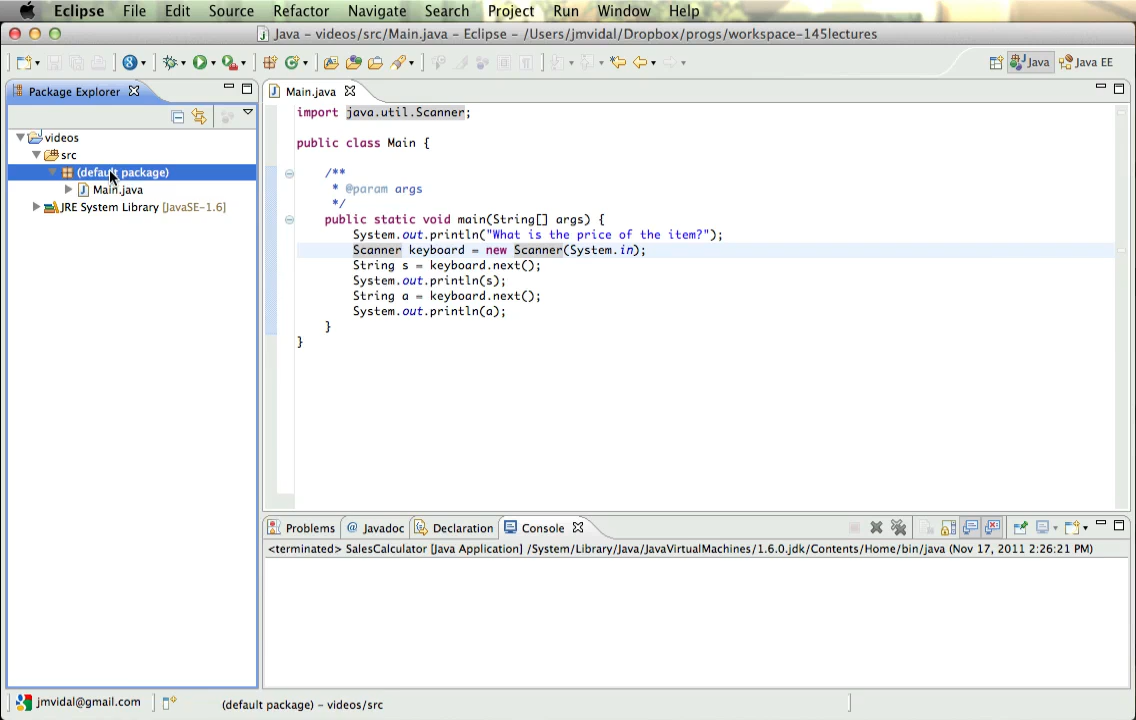 Eclipse File Edit Source Refactor Navigate Search Project Run Window Help
Java – videos/src/Main.java – Eclipse – /Users/jmvidal/Dropbox/progs/workspace-145lectures
Java Java EE
Package Explorer
Main.java
videos
src
(default package)
Main.java
JRE System Library [JavaSE-1.6]
import java.util.Scanner;
public class Main {
/**
* @param args
*/
public static void main(String[] args) {
System.out.println("What is the price of the item?");
Scanner keyboard = new Scanner(System.in);
String s = keyboard.next();
System.out.println(s);
String a = keyboard.next();
System.out.println(a);
}
}
Problems @ Javadoc Declaration Console
<terminated> SalesCalculator [Java Application] /System/Library/Java/JavaVirtualMachines/1.6.0.jdk/Contents/Home/bin/java (Nov 17, 2011 2:26:21 PM)
jmvidal@gmail.com (default package) – videos/src